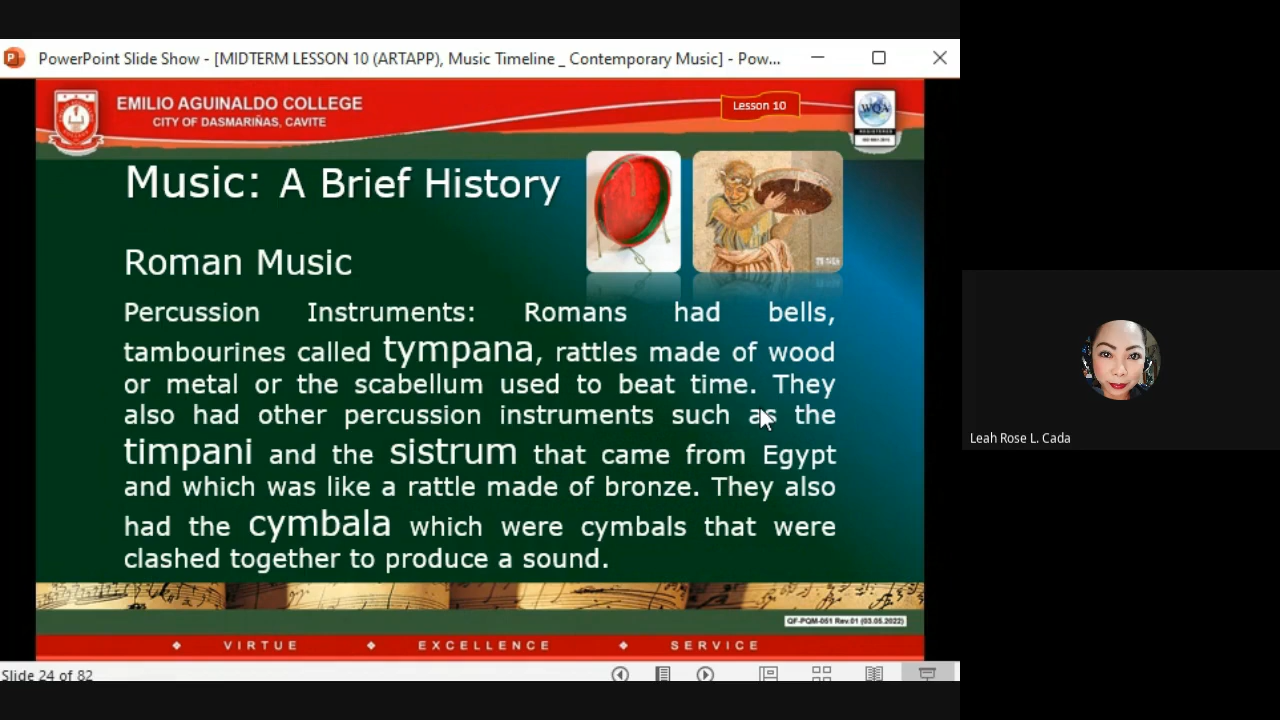 PowerPoint Slide Show - [MIDTERM LESSON 10 (ARTAPP), Music Timeline _ Contemporary Music] - Pow...
EMILIO AGUINALDO COLLEGE
CITY OF DASMARIÑAS, CAVITE
Lesson 10
WQA
Music: A Brief History
Roman Music
Percussion Instruments: Romans had bells,
tambourines called tympana, rattles made of wood
or metal or the scabellum used to beat time. They
also had other percussion instruments such as the
timpani and the sistrum that came from Egypt
and which was like a rattle made of bronze. They also
had the cymbala which were cymbals that were
clashed together to produce a sound.
QF-PQM-051 Rev.01 (03.05.2022)
VIRTUE EXCELLENCE SERVICE
Slide 24 of 82
Leah Rose L. Cada